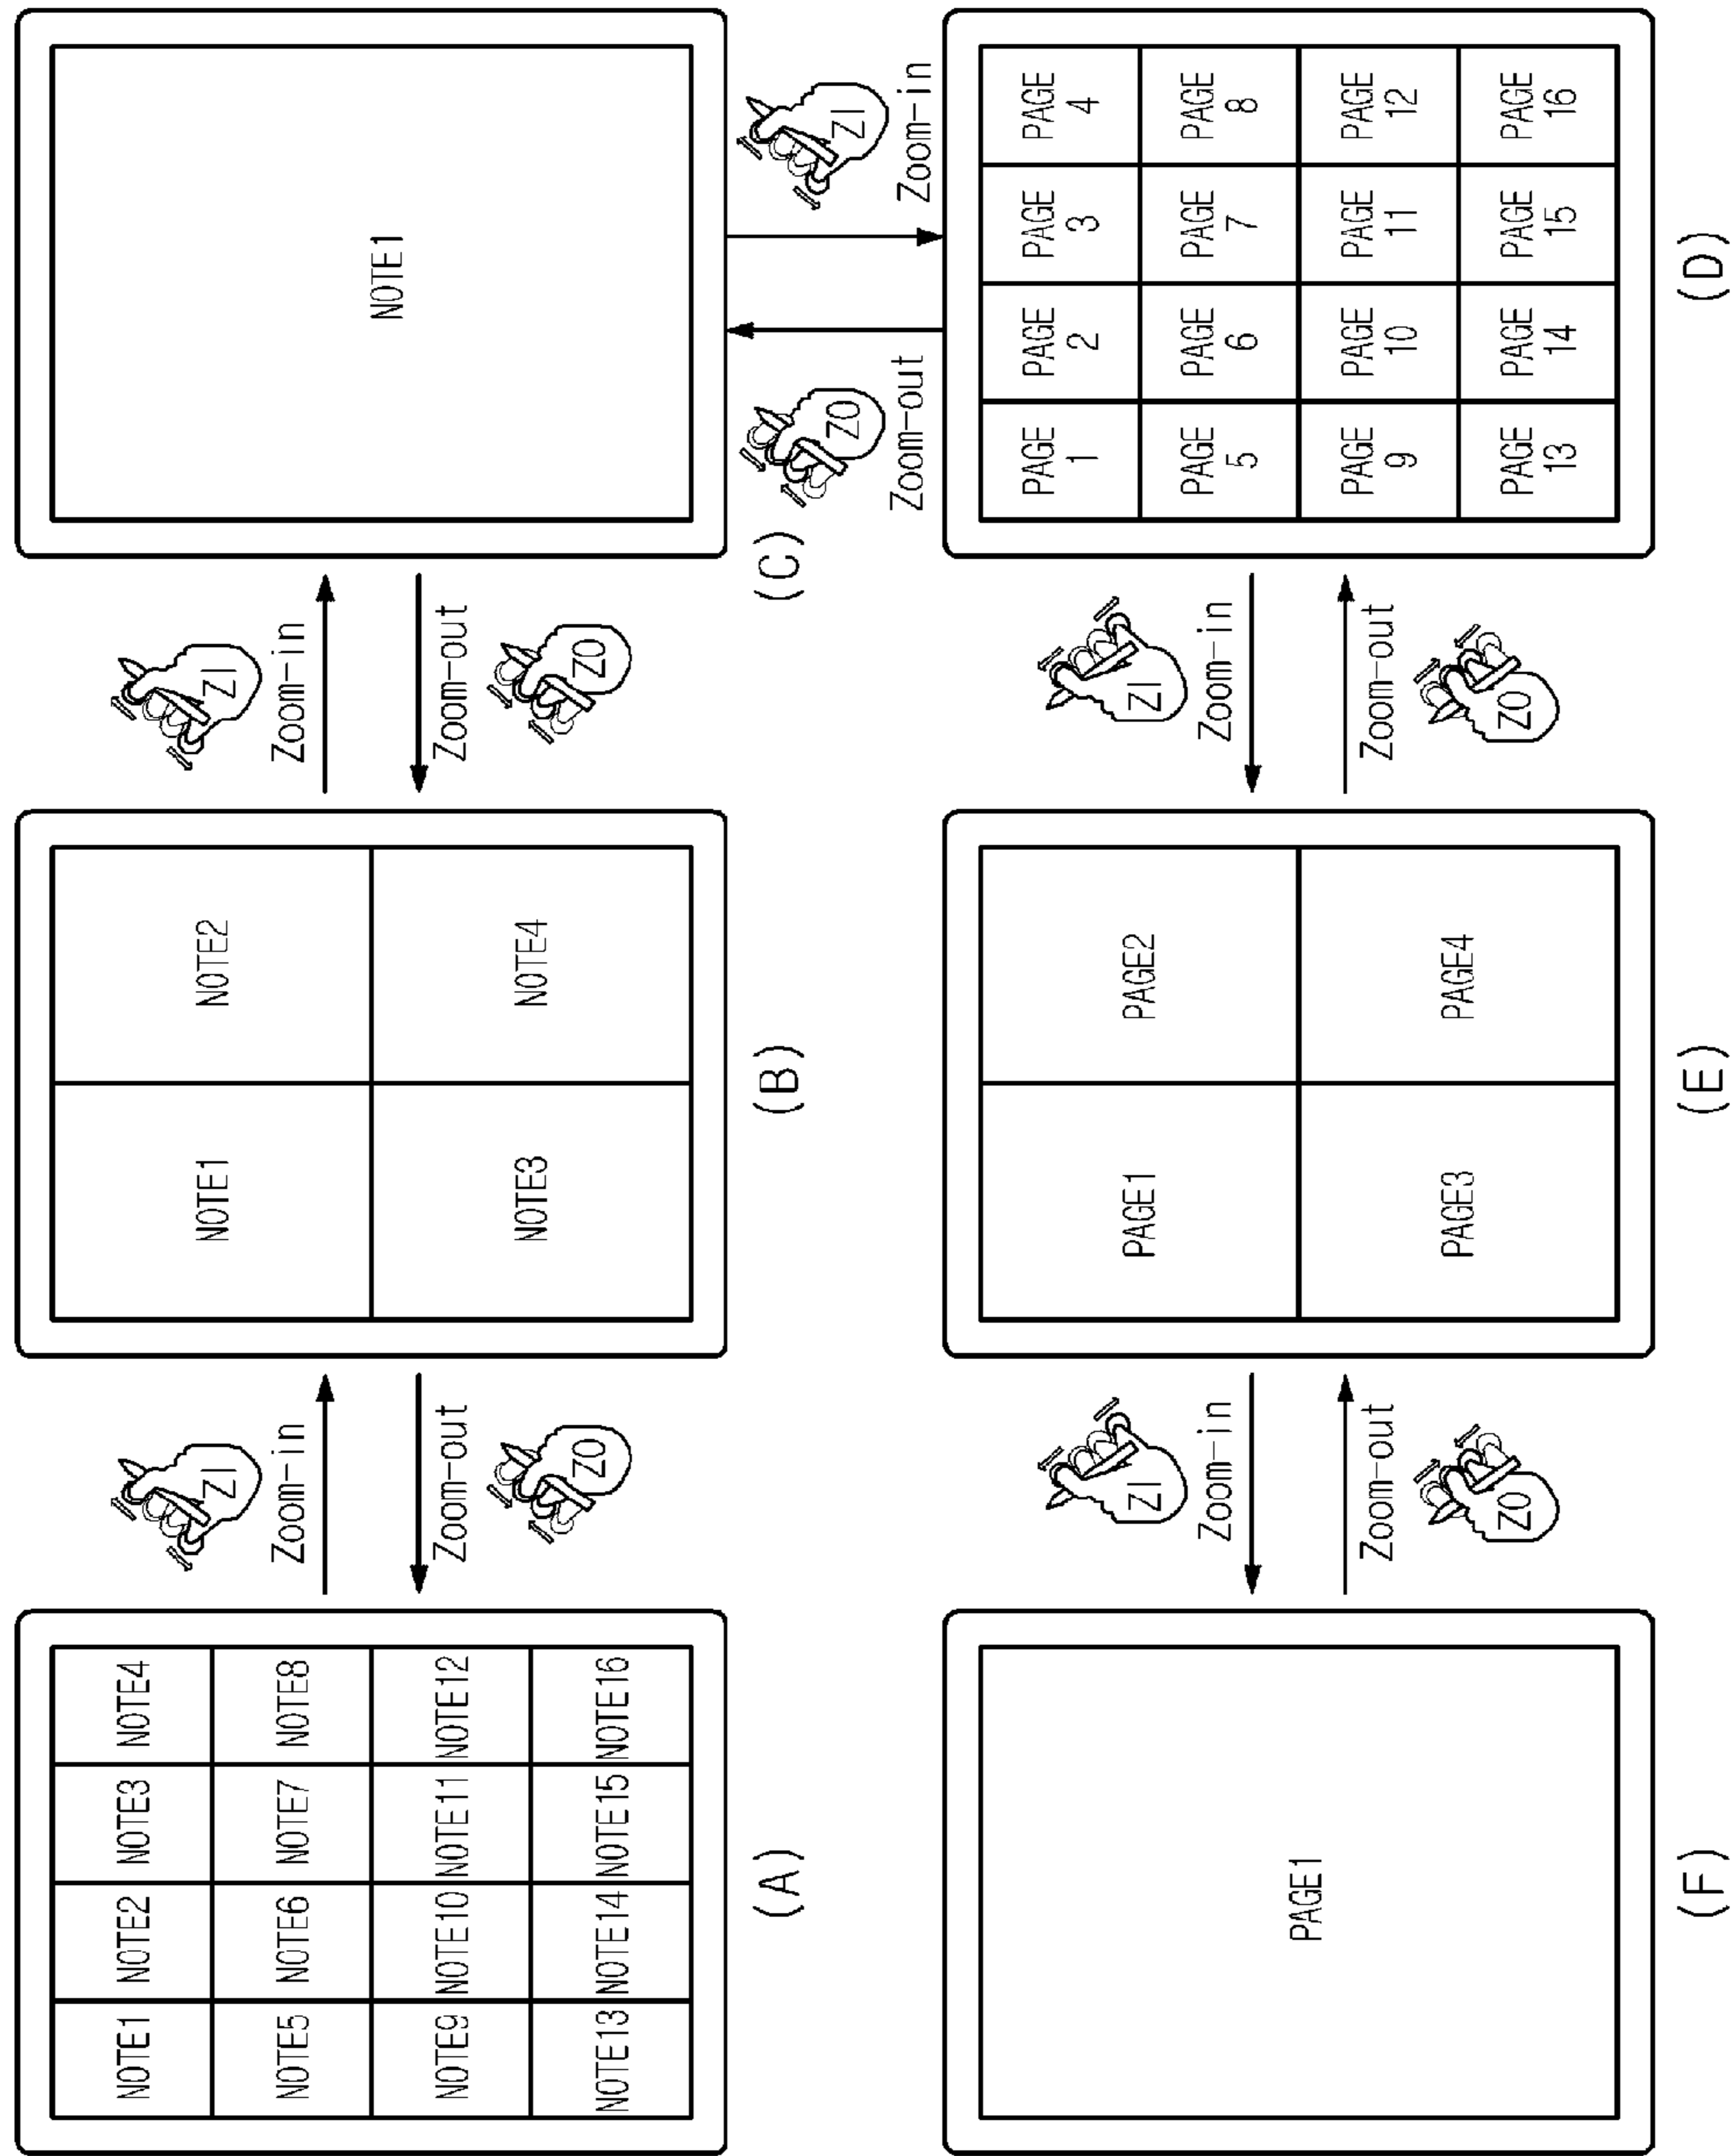 NOTE1 NOTE2 NOTE3 NOTE4
NOTE5 NOTE6 NOTE7 NOTE8
NOTE9 NOTE10 NOTE11 NOTE12
NOTE13 NOTE14 NOTE15 NOTE16
(A)
ZI
Zoom-in
Zoom-out
ZO
NOTE1 NOTE2
NOTE3 NOTE4
(B)
ZI
Zoom-in
Zoom-out
ZO
NOTE1
(C)
ZO
Zoom-out
ZI
Zoom-in
PAGE1
(F)
ZI
Zoom-in
Zoom-out
ZO
PAGE1 PAGE2
PAGE3 PAGE4
(E)
ZI
Zoom-in
Zoom-out
ZO
PAGE PAGE PAGE PAGE
1 2 3 4
PAGE PAGE PAGE PAGE
5 6 7 8
PAGE PAGE PAGE PAGE
9 10 11 12
PAGE PAGE PAGE PAGE
13 14 15 16
(D)